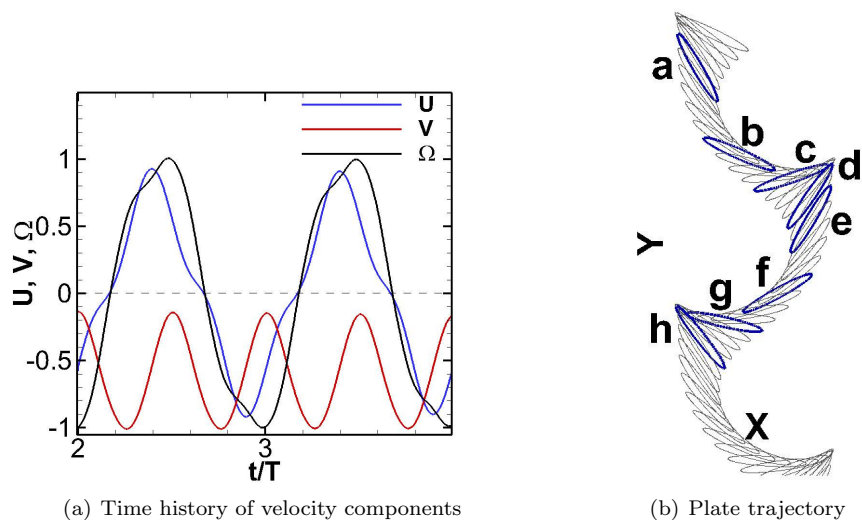 U
V
Ω
1
0.5
0
-0.5
-1
U, V, Ω
2
3
t/T
(a) Time history of velocity components
a
b
c
d
e
Y
f
g
h
X
(b) Plate trajectory